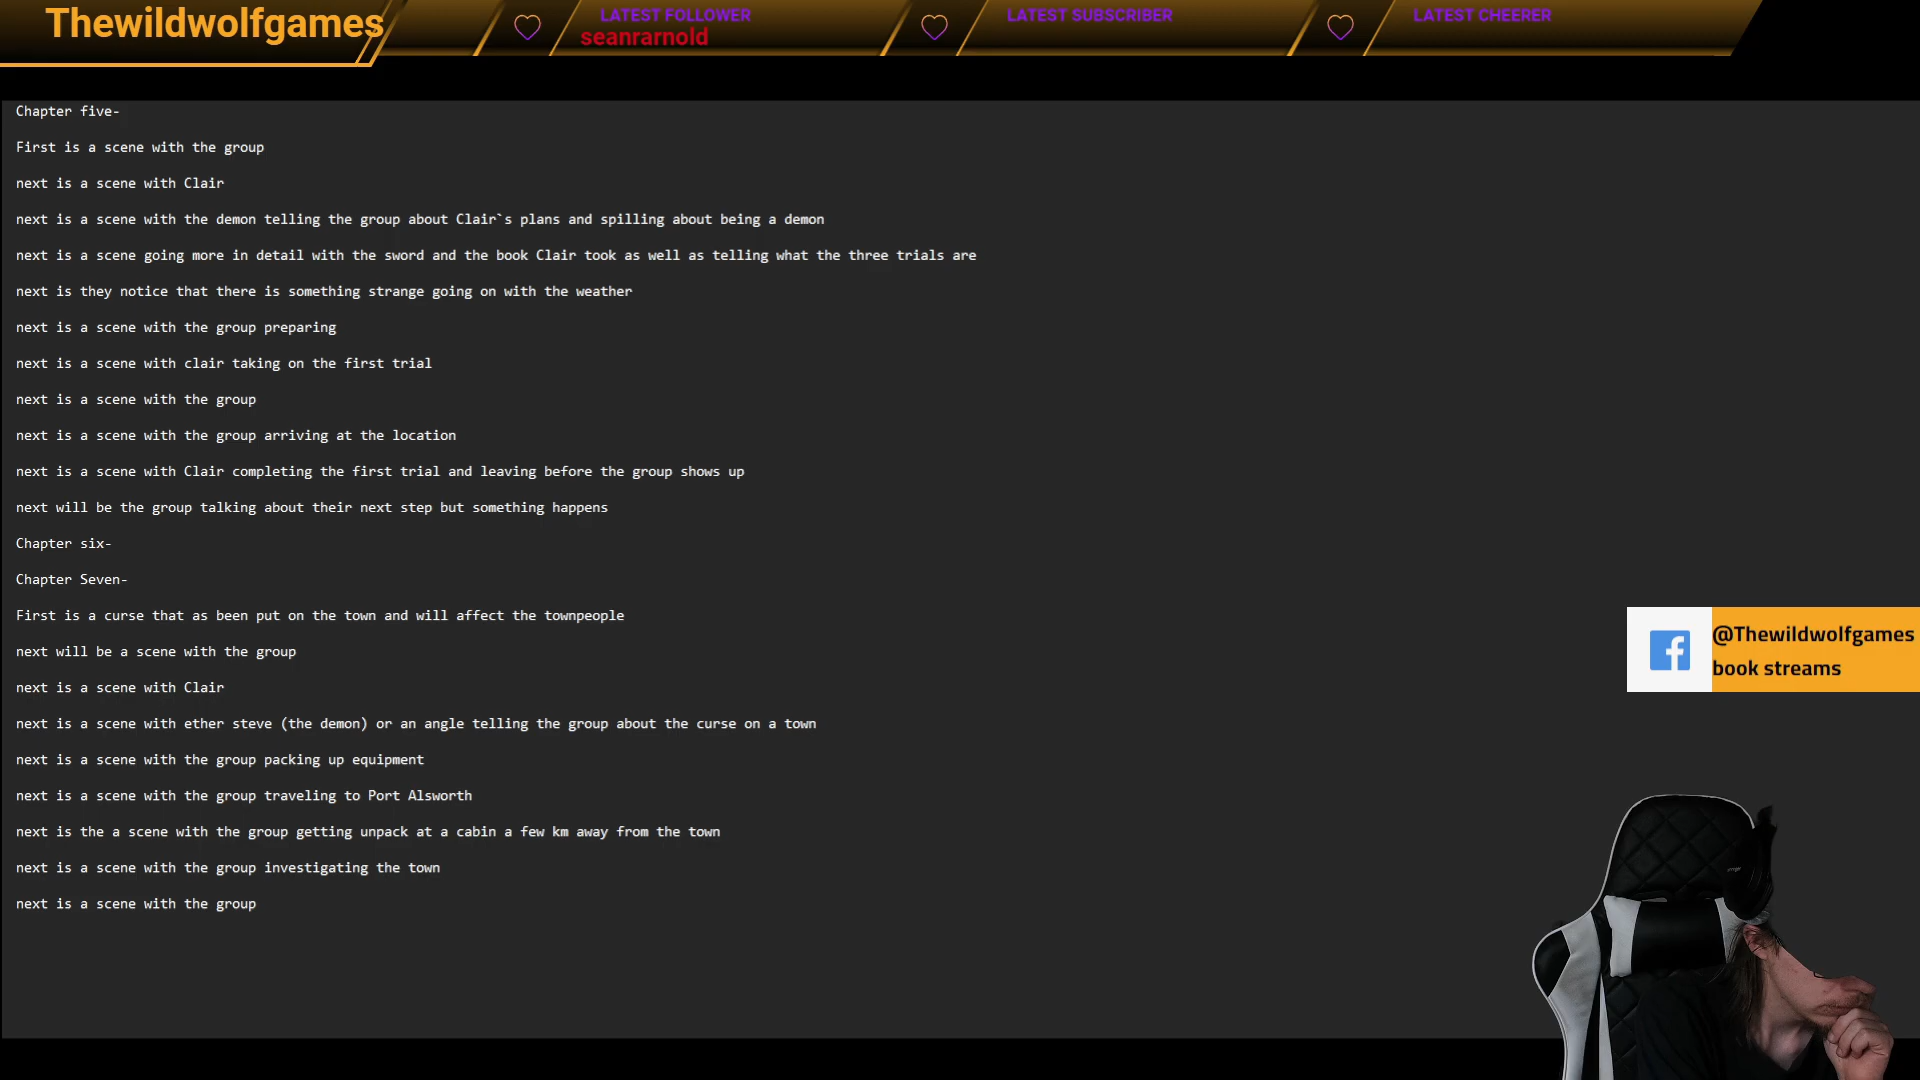 Thewildwolfgames
LATEST FOLLOWER
seanrarnold
LATEST SUBSCRIBER
LATEST CHEERER
Chapter five-
First is a scene with the group
next is a scene with Clair
next is a scene with the demon telling the group about Clair`s plans and spilling about being a demon
next is a scene going more in detail with the sword and the book Clair took as well as telling what the three trials are
next is they notice that there is something strange going on with the weather
next is a scene with the group preparing
next is a scene with clair taking on the first trial
next is a scene with the group
next is a scene with the group arriving at the location
next is a scene with Clair completing the first trial and leaving before the group shows up
next will be the group talking about their next step but something happens
Chapter six-
Chapter Seven-
First is a curse that as been put on the town and will affect the townpeople
next will be a scene with the group
next is a scene with Clair
next is a scene with ether steve (the demon) or an angle telling the group about the curse on a town
next is a scene with the group packing up equipment
next is a scene with the group traveling to Port Alsworth
next is the a scene with the group getting unpack at a cabin a few km away from the town
next is a scene with the group investigating the town
next is a scene with the group
@Thewildwolfgames
book streams